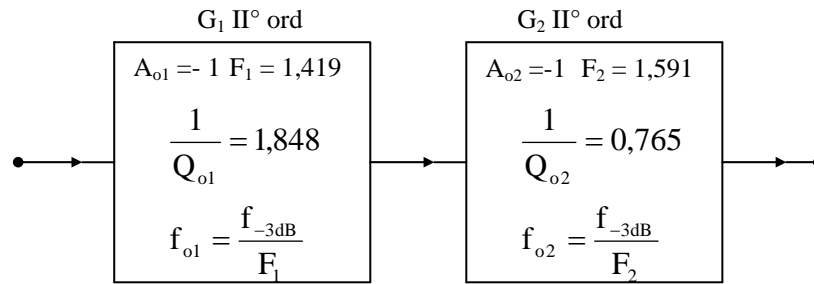 G₁ II° ord
A₀₁ =- 1 F₁ = 1,419
1/Q₀₁ = 1,848
f₀₁ = f₋₃dB/F₁
G₂ II° ord
A₀₂ =-1 F₂ = 1,591
1/Q₀₂ = 0,765
f₀₂ = f₋₃dB/F₂